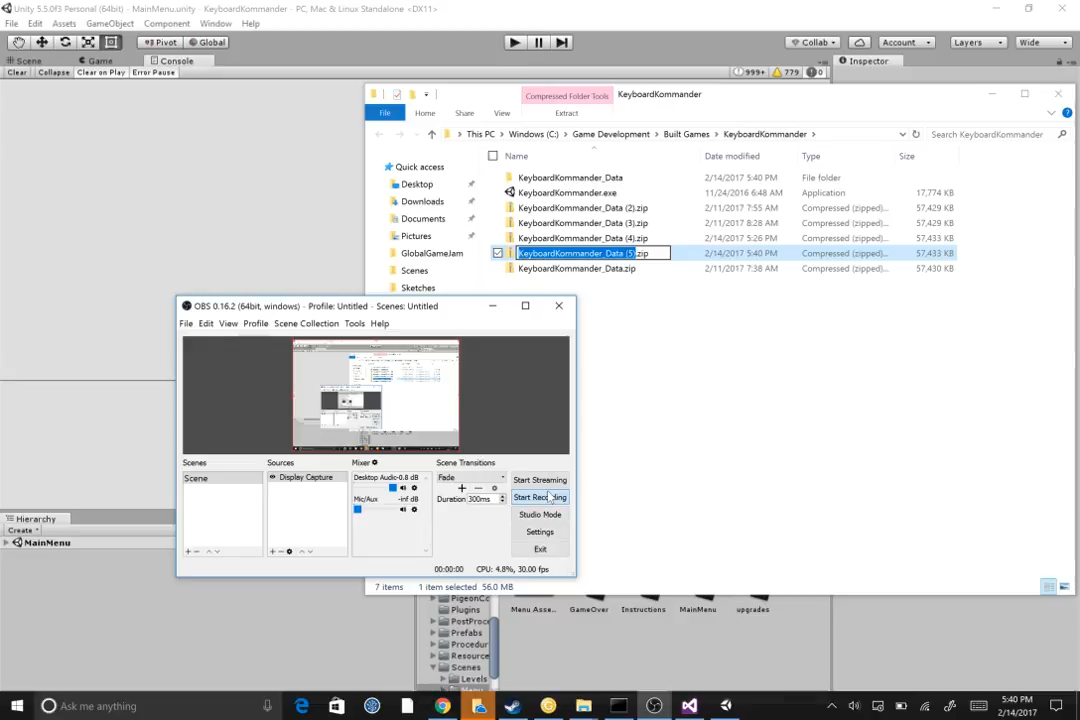 Unity 5.5.0f3 Personal (64bit) - MainMenu.unity - KeyboardKommander - PC, Mac & Linux Standalone <DX11>
File Edit Assets GameObject Component Window Help
Pivot Global Collab Account Layers Wide
Scene Game Console Inspector
Clear Collapse Clear on Play Error Pause 999+ 779 0
Compressed Folder Tools KeyboardKommander
File Home Share View Extract
This PC > Windows (C:) > Game Development > Built Games > KeyboardKommander > Search KeyboardKommander
Name Date modified Type Size
Quick access
Desktop
Downloads
Documents
Pictures
GlobalGameJam
Scenes
Sketches
KeyboardKommander_Data 2/14/2017 5:40 PM File folder
KeyboardKommander.exe 11/24/2016 6:48 AM Application 17,774 KB
KeyboardKommander_Data (2).zip 2/11/2017 7:55 AM Compressed (zipped)... 57,429 KB
KeyboardKommander_Data (3).zip 2/11/2017 8:28 AM Compressed (zipped)... 57,429 KB
KeyboardKommander_Data (4).zip 2/14/2017 5:26 PM Compressed (zipped)... 57,433 KB
KeyboardKommander_Data (5).zip 2/14/2017 5:40 PM Compressed (zipped)... 57,433 KB
KeyboardKommander_Data.zip 2/11/2017 7:38 AM Compressed (zipped)... 57,430 KB
OBS 0.16.2 (64bit, windows) - Profile: Untitled - Scenes: Untitled
File Edit View Profile Scene Collection Tools Help
Scenes Sources Mixer Scene Transitions
Scene
Display Capture
Desktop Audio -0.8 dB
Mic/Aux -inf dB
Fade
Duration 300ms
Start Streaming
Start Recording
Studio Mode
Settings
Exit
00:00:00 CPU: 4.8%, 30.00 fps
7 items 1 item selected 56.0 MB
Hierarchy
Create
MainMenu
Plugins
PostProce
Prefabs
Procedur
Resource
Scenes
Levels
Menu Asse... GameOver Instructions MainMenu upgrades
Ask me anything
5:40 PM
2/14/2017